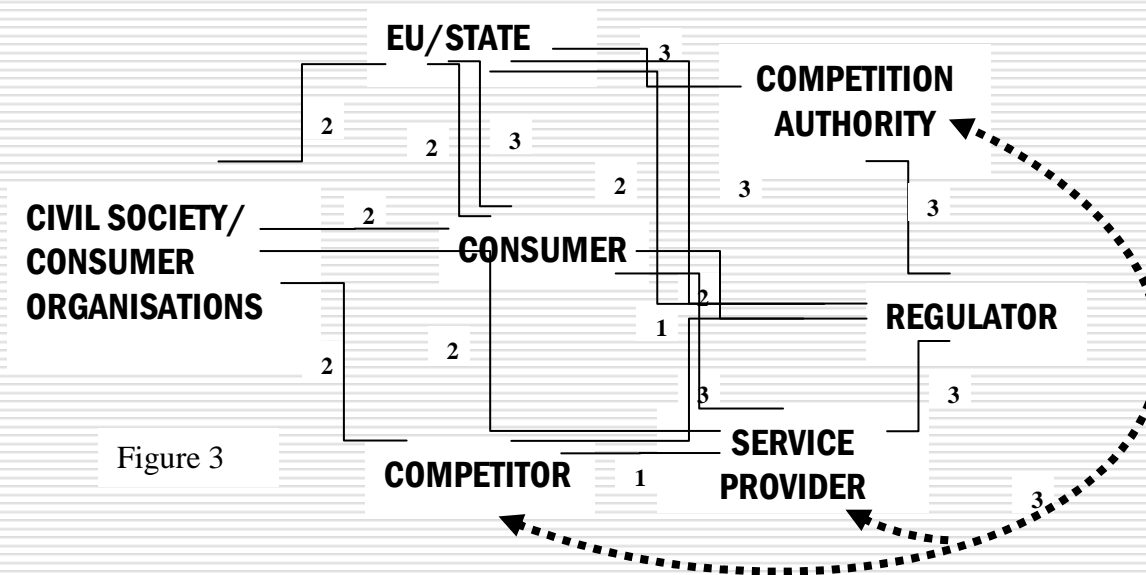 EU/STATE
3
COMPETITION
AUTHORITY
2
2
3
2
3
3
CIVIL SOCIETY/
CONSUMER
ORGANISATIONS
2
CONSUMER
2
1
REGULATOR
2
2
3
3
Figure 3
COMPETITOR
1
SERVICE
PROVIDER
3